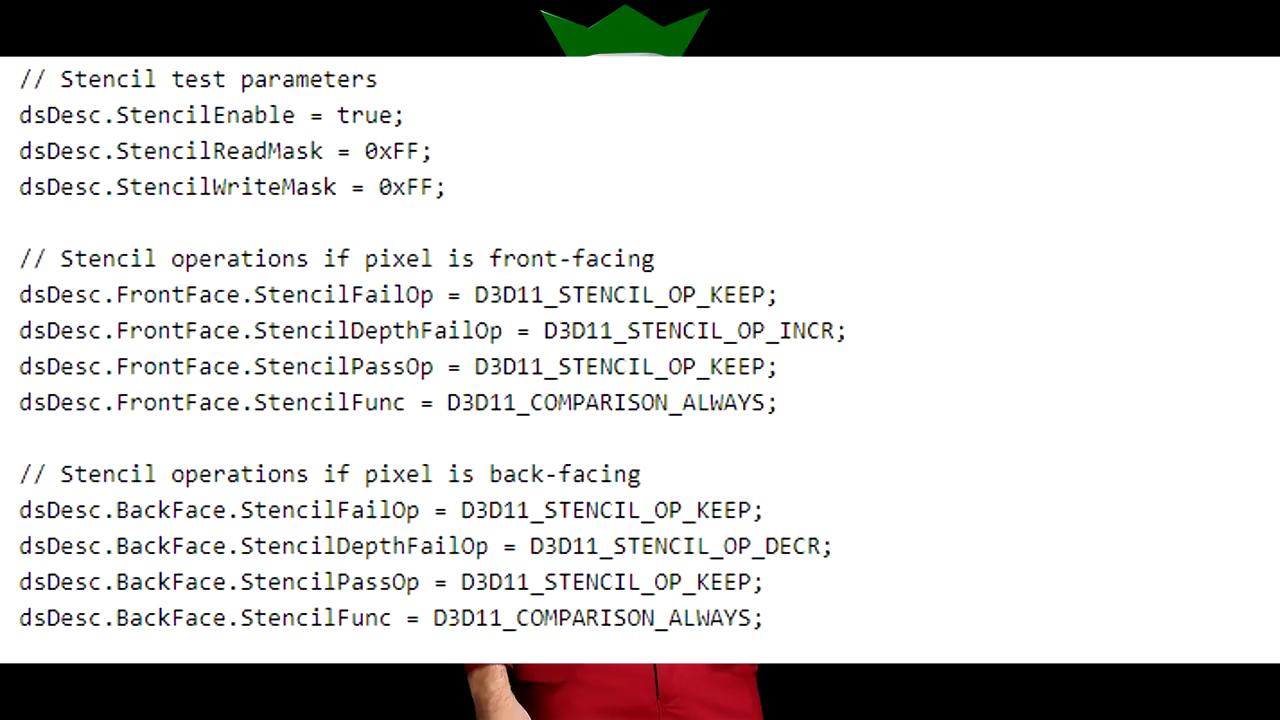 // Stencil test parameters
dsDesc.StencilEnable = true;
dsDesc.StencilReadMask = 0xFF;
dsDesc.StencilWriteMask = 0xFF;
// Stencil operations if pixel is front-facing
dsDesc.FrontFace.StencilFailOp = D3D11_STENCIL_OP_KEEP;
dsDesc.FrontFace.StencilDepthFailOp = D3D11_STENCIL_OP_INCR;
dsDesc.FrontFace.StencilPassOp = D3D11_STENCIL_OP_KEEP;
dsDesc.FrontFace.StencilFunc = D3D11_COMPARISON_ALWAYS;
// Stencil operations if pixel is back-facing
dsDesc.BackFace.StencilFailOp = D3D11_STENCIL_OP_KEEP;
dsDesc.BackFace.StencilDepthFailOp = D3D11_STENCIL_OP_DECR;
dsDesc.BackFace.StencilPassOp = D3D11_STENCIL_OP_KEEP;
dsDesc.BackFace.StencilFunc = D3D11_COMPARISON_ALWAYS;